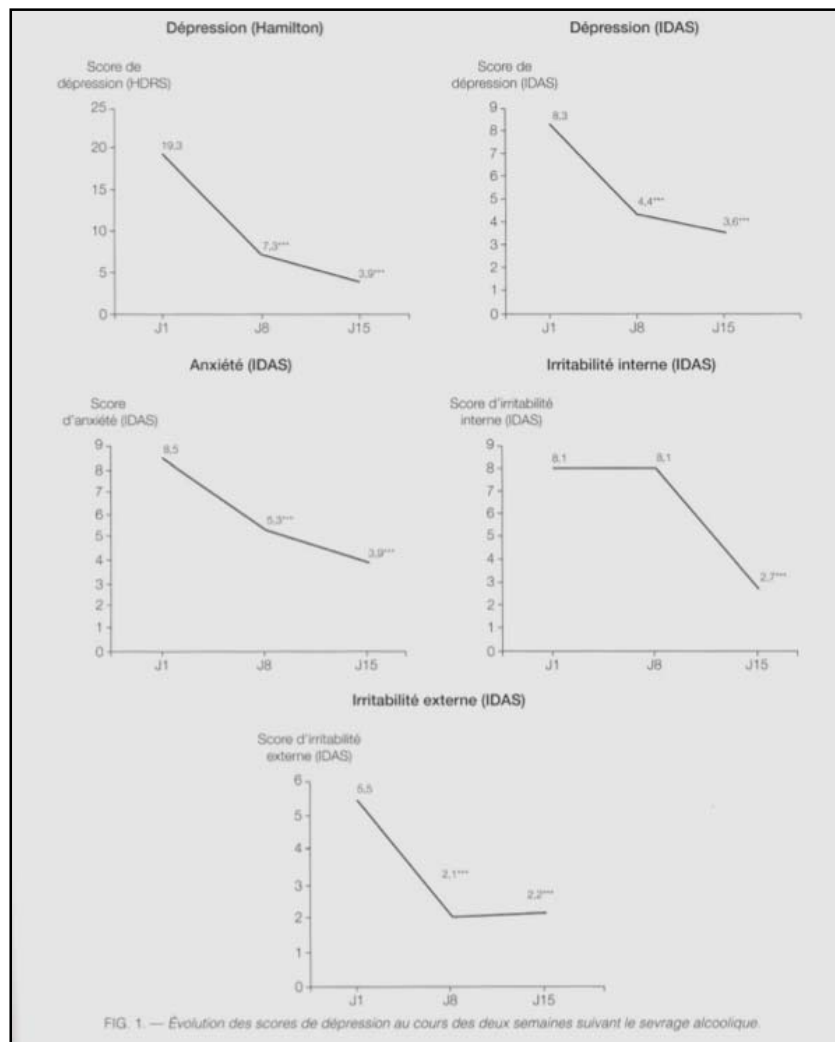 Dépression (Hamilton)
Score de
dépression (HDRS)
25
20
15
10
5
0
19,3
7,3***
3,9***
J1 J8 J15
Dépression (IDAS)
Score de
dépression (IDAS)
9
8
7
6
5
4
3
2
1
0
8,3
4,4***
3,6***
J1 J8 J15
Anxiété (IDAS)
Score
d'anxiété (IDAS)
9
8
7
6
5
4
3
2
1
0
8,5
5,3***
3,9***
J1 J8 J15
Irritabilité interne (IDAS)
Score d'irritabilité
interne (IDAS)
9
8
7
6
5
4
3
2
1
0
8,1
8,1
2,7***
J1 J8 J15
Irritabilité externe (IDAS)
Score d'irritabilité
externe (IDAS)
6
5
4
3
2
1
0
5,5
2,1***
2,2***
J1 J8 J15
FIG. 1. — Évolution des scores de dépression au cours des deux semaines suivant le sevrage alcoolique.